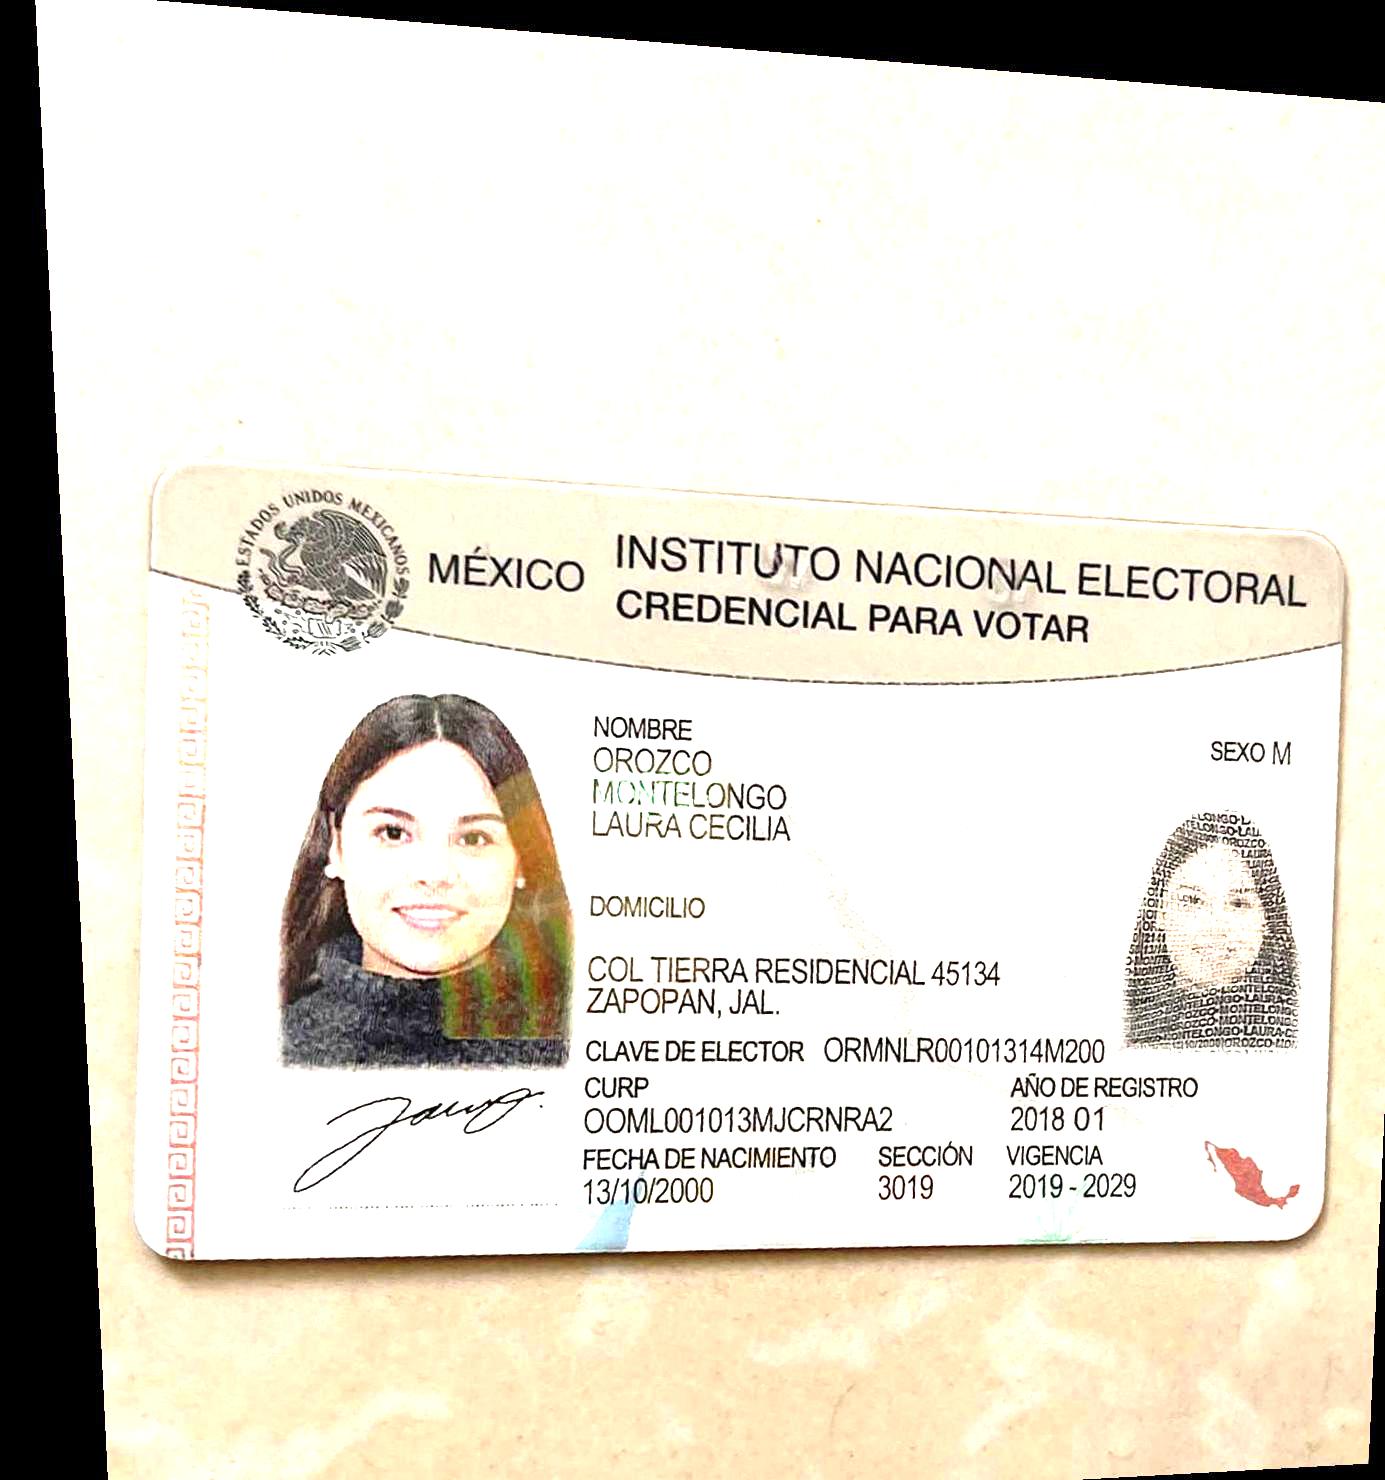 ESTADOS UNIDOS MEXICANOS
MÉXICO INSTITUTO NACIONAL ELECTORAL
CREDENCIAL PARA VOTAR
NOMBRE
OROZCO
MONTELONGO
LAURA CECILIA
SEXO M
DOMICILIO
COL TIERRA RESIDENCIAL 45134
ZAPOPAN, JAL.
CLAVE DE ELECTOR ORMNLR00101314M200
CURP
OOML001013MJCRNRA2
AÑO DE REGISTRO
2018 01
FECHA DE NACIMIENTO
13/10/2000
SECCIÓN
3019
VIGENCIA
2019 - 2029